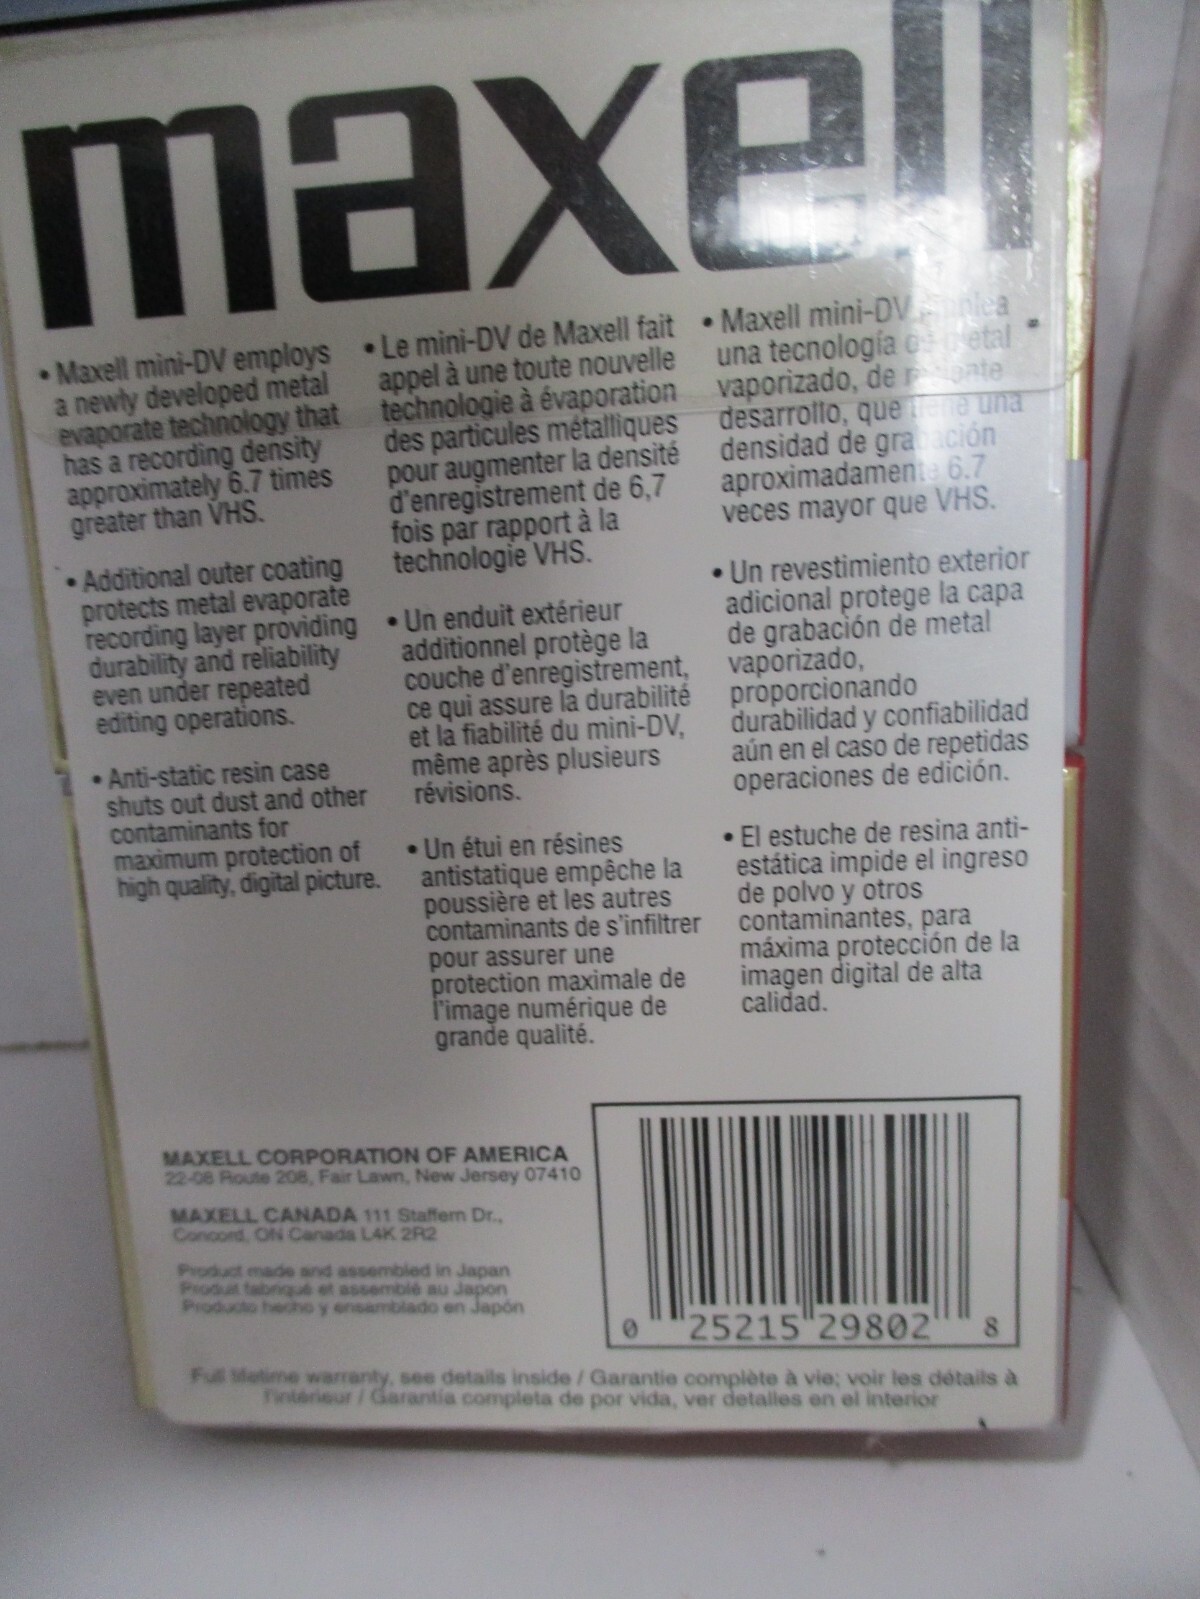 maxell
• Maxell mini-DV employs
a newly developed metal
evaporate technology that
has a recording density
approximately 6.7 times
greater than VHS.
• Additional outer coating
protects metal evaporate
recording layer providing
durability and reliability
even under repeated
editing operations.
• Anti-static resin case
shuts out dust and other
contaminants for
maximum protection of
high quality, digital picture.
• Le mini-DV de Maxell fait
appel à une toute nouvelle
technologie à évaporation
des particules métalliques
pour augmenter la densité
d'enregistrement de 6,7
fois par rapport à la
technologie VHS.
• Un enduit extérieur
additionnel protège la
couche d'enregistrement,
ce qui assure la durabilité
et la fiabilité du mini-DV,
même après plusieurs
révisions.
• Un étui en résines
antistatique empêche la
poussière et les autres
contaminants de s'infiltrer
pour assurer une
protection maximale de
l'image numérique de
grande qualité.
• Maxell mini-DV emplea
una tecnología de metal
vaporizado, de reciente
desarrollo, que tiene una
densidad de grabación
aproximadamente 6.7
veces mayor que VHS.
• Un revestimiento exterior
adicional protege la capa
de grabación de metal
vaporizado,
proporcionando
durabilidad y confiabilidad
aún en el caso de repetidas
operaciones de edición.
• El estuche de resina anti-
estática impide el ingreso
de polvo y otros
contaminantes, para
máxima protección de la
imagen digital de alta
calidad.
MAXELL CORPORATION OF AMERICA
22-08 Route 208, Fair Lawn, New Jersey 07410
MAXELL CANADA 111 Staffern Dr.,
Concord, ON Canada L4K 2R2
Product made and assembled in Japan
Produit fabriqué et assemblé au Japon
Producto hecho y ensamblado en Japón
0 25215 29802 8
Full lifetime warranty, see details inside / Garantie complète à vie; voir les détails à
l'intérieur / Garantía completa de por vida, ver detalles en el interior